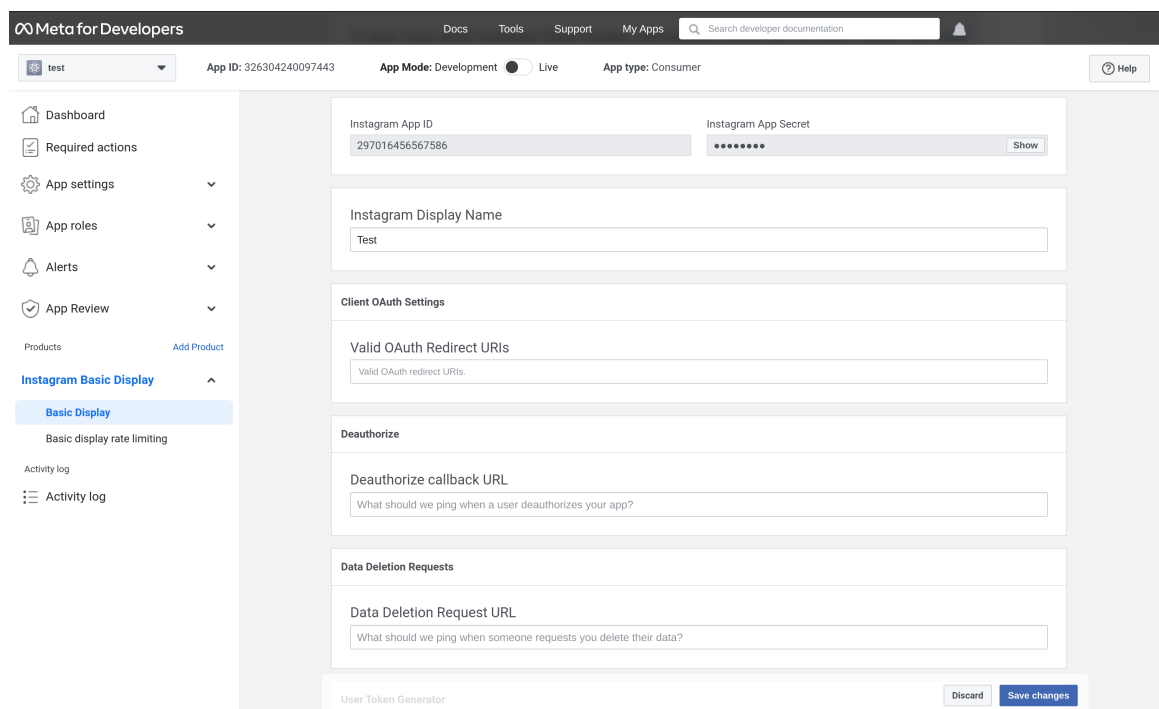 Meta for Developers
Docs
Tools
Support
My Apps
Search developer documentation
test
App ID: 326304240097443
App Mode: Development
Live
App type: Consumer
Help
Dashboard
Required actions
App settings
App roles
Alerts
App Review
Products
Add Product
Instagram Basic Display
Basic Display
Basic display rate limiting
Activity log
Activity log
Instagram App ID
297016456567586
Instagram App Secret
●●●●●●●●
Show
Instagram Display Name
Test
Client OAuth Settings
Valid OAuth Redirect URIs
Valid OAuth redirect URIs.
Deauthorize
Deauthorize callback URL
What should we ping when a user deauthorizes your app?
Data Deletion Requests
Data Deletion Request URL
What should we ping when someone requests you delete their data?
User Token Generator
Discard
Save changes